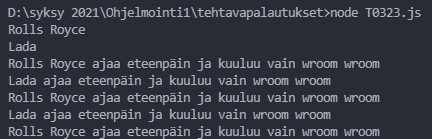 D:\syksy 2021\Ohjelmointi1\tehtavapalautukset>node T0323.js
Rolls Royce
Lada
Rolls Royce ajaa eteenpäin ja kuuluu vain wroom wroom
Lada ajaa eteenpäin ja kuuluu vain wroom wroom
Rolls Royce ajaa eteenpäin ja kuuluu vain wroom wroom
Lada ajaa eteenpäin ja kuuluu vain wroom wroom
Rolls Royce ajaa eteenpäin ja kuuluu vain wroom wroom